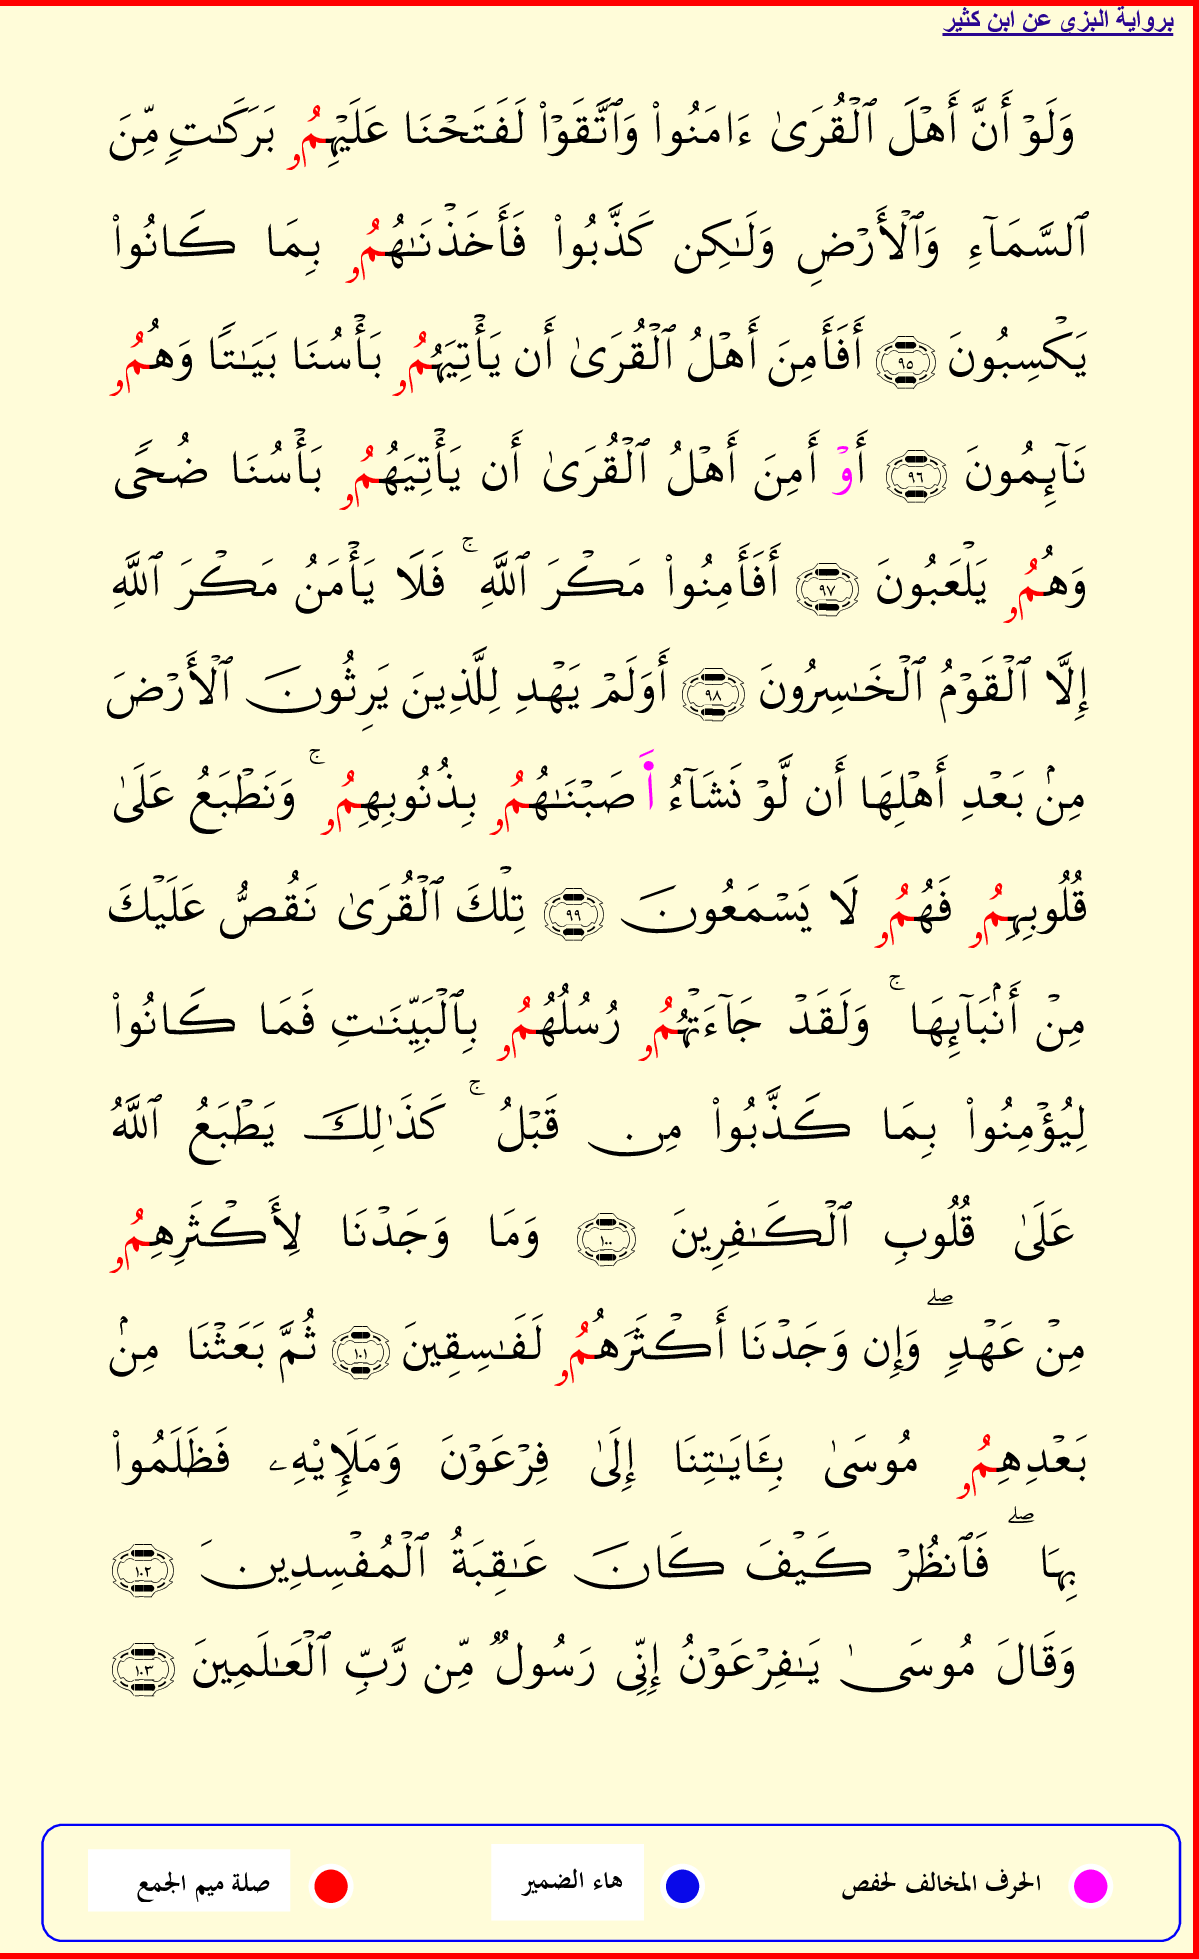 برواية البزى عن ابن كثير
وَلَوْ أَنَّ أَهْلَ ٱلْقُرَىٰ ءَامَنُوا۟ وَٱتَّقَوْا۟ لَفَتَحْنَا عَلَيْهِمُۥ بَرَكَٰتٍ مِّنَ
ٱلسَّمَآءِ وَٱلْأَرْضِ وَلَٰكِن كَذَّبُوا۟ فَأَخَذْنَٰهُمُۥ بِمَا كَانُوا۟
يَكْسِبُونَ ٩٥ أَفَأَمِنَ أَهْلُ ٱلْقُرَىٰ أَن يَأْتِيَهُمُۥ بَأْسُنَا بَيَٰتًا وَهُمُۥ
نَآئِمُونَ ٩٦ أَوْ أَمِنَ أَهْلُ ٱلْقُرَىٰ أَن يَأْتِيَهُمُۥ بَأْسُنَا ضُحًى
وَهُمُۥ يَلْعَبُونَ ٩٧ أَفَأَمِنُوا۟ مَكْرَ ٱللَّهِ ۚ فَلَا يَأْمَنُ مَكْرَ ٱللَّهِ
إِلَّا ٱلْقَوْمُ ٱلْخَٰسِرُونَ ٩٨ أَوَلَمْ يَهْدِ لِلَّذِينَ يَرِثُونَ ٱلْأَرْضَ
مِنۢ بَعْدِ أَهْلِهَا أَن لَّوْ نَشَآءُ أَصَبْنَٰهُمُۥ بِذُنُوبِهِمُۥ ۚ وَنَطْبَعُ عَلَىٰ
قُلُوبِهِمُۥ فَهُمُۥ لَا يَسْمَعُونَ ٩٩ تِلْكَ ٱلْقُرَىٰ نَقُصُّ عَلَيْكَ
مِنْ أَنۢبَآئِهَا ۚ وَلَقَدْ جَآءَتْهُمُۥ رُسُلُهُمُۥ بِٱلْبَيِّنَٰتِ فَمَا كَانُوا۟
لِيُؤْمِنُوا۟ بِمَا كَذَّبُوا۟ مِن قَبْلُ ۚ كَذَٰلِكَ يَطْبَعُ ٱللَّهُ
عَلَىٰ قُلُوبِ ٱلْكَٰفِرِينَ ١٠٠ وَمَا وَجَدْنَا لِأَكْثَرِهِمُۥ
مِنْ عَهْدٍ ۖ وَإِن وَجَدْنَا أَكْثَرَهُمُۥ لَفَٰسِقِينَ ١٠١ ثُمَّ بَعَثْنَا مِنۢ
بَعْدِهِمُۥ مُوسَىٰ بِـَٔايَٰتِنَا إِلَىٰ فِرْعَوْنَ وَمَلَإِيْهِۦ فَظَلَمُوا۟
بِهَا ۖ فَٱنظُرْ كَيْفَ كَانَ عَٰقِبَةُ ٱلْمُفْسِدِينَ ١٠٢
وَقَالَ مُوسَىٰ يَٰفِرْعَوْنُ إِنِّى رَسُولٌ مِّن رَّبِّ ٱلْعَٰلَمِينَ ١٠٣
الحرف المخالف لحفص هاء الضمير صلة ميم الجمع